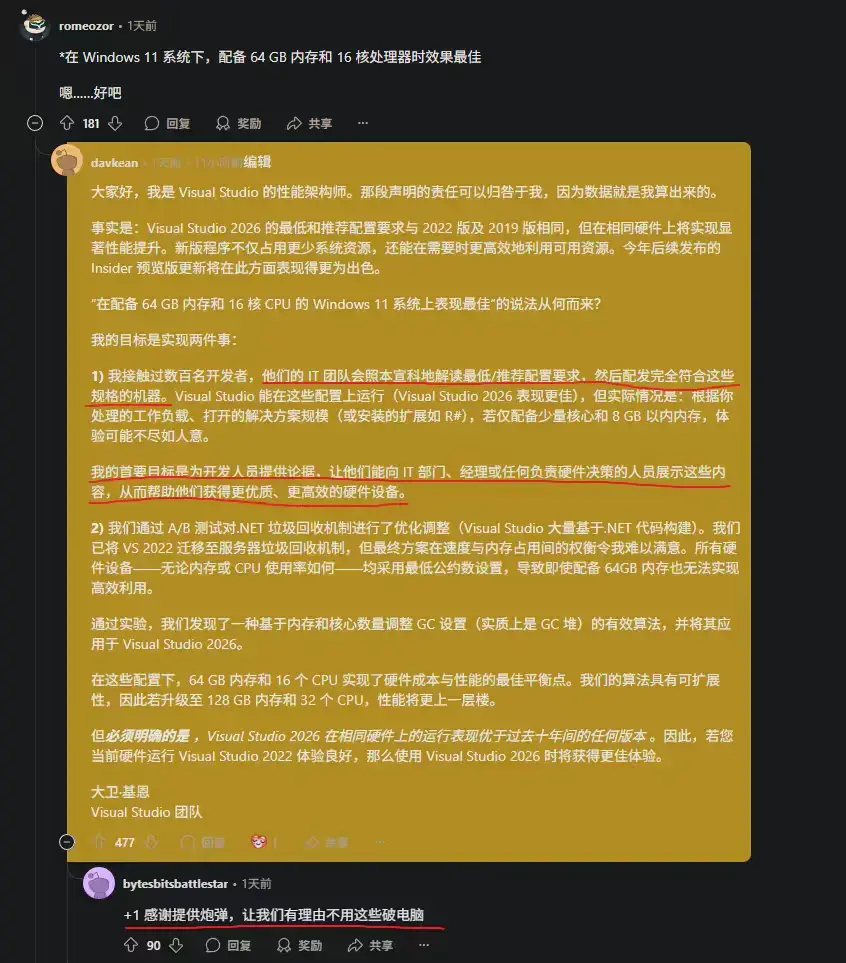 romeozor • 1天前
*在 Windows 11 系统下，配备 64 GB 内存和 16 核处理器时效果最佳
嗯……好吧
181 回复 奖励 共享 ...
davkean • 1天前 • 11小时前编辑
大家好，我是 Visual Studio 的性能架构师。那段声明的责任可以归咎于我，因为数据就是我算出来的。
事实是：Visual Studio 2026 的最低和推荐配置要求与 2022 版及 2019 版相同，但在相同硬件上将实现显
著性能提升。新版程序不仅占用更少系统资源，还能在需要时更高效地利用可用资源。今年后续发布的
Insider 预览版更新将在此方面表现得更为出色。
“在配备 64 GB 内存和 16 核 CPU 的 Windows 11 系统上表现最佳”的说法从何而来？
我的目标是实现两件事：
1) 我接触过数百名开发者，他们的 IT 团队会照本宣科地解读最低/推荐配置要求，然后配发完全符合这些
规格的机器。Visual Studio 能在这些配置上运行（Visual Studio 2026 表现更佳），但实际情况是：根据你
处理的工作负载、打开的解决方案规模（或安装的扩展如 R#），若仅配备少量核心和 8 GB 以内内存，体
验可能不尽如人意。
我的首要目标是为开发人员提供论据，让他们能向 IT 部门、经理或任何负责硬件决策的人员展示这些内
容，从而帮助他们获得更优质、更高效的硬件设备。
2) 我们通过 A/B 测试对.NET 垃圾回收机制进行了优化调整（Visual Studio 大量基于.NET 代码构建）。我们
已将 VS 2022 迁移至服务器垃圾回收机制，但最终方案在速度与内存占用间的权衡令我难以满意。所有硬
件设备——无论内存或 CPU 使用率如何——均采用最低公约数设置，导致即使配备 64GB 内存也无法实现
高效利用。
通过实验，我们发现了一种基于内存和核心数量调整 GC 设置（实质上是 GC 堆）的有效算法，并将其应
用于 Visual Studio 2026。
在这些配置下，64 GB 内存和 16 个 CPU 实现了硬件成本与性能的最佳平衡点。我们的算法具有可扩展
性，因此若升级至 128 GB 内存和 32 个 CPU，性能将更上一层楼。
但必须明确的是 ，Visual Studio 2026 在相同硬件上的运行表现优于过去十年间的任何版本 。因此，若您
当前硬件运行 Visual Studio 2022 体验良好，那么使用 Visual Studio 2026 时将获得更佳体验。
大卫·基恩
Visual Studio 团队
477 回复 1 共享 ...
bytesbitsbattlestar • 1天前
+1 感谢提供炮弹，让我们有理由不用这些破电脑
90 回复 奖励 共享 ...